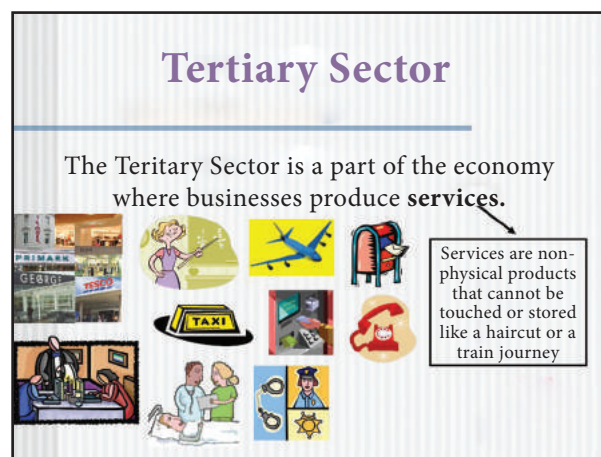 Tertiary Sector
The Teritary Sector is a part of the economy
where businesses produce services.
Services are non-
physical products
that cannot be
touched or stored
like a haircut or a
train journey
PRIMARK
GEORGE
TESCO
TAXI